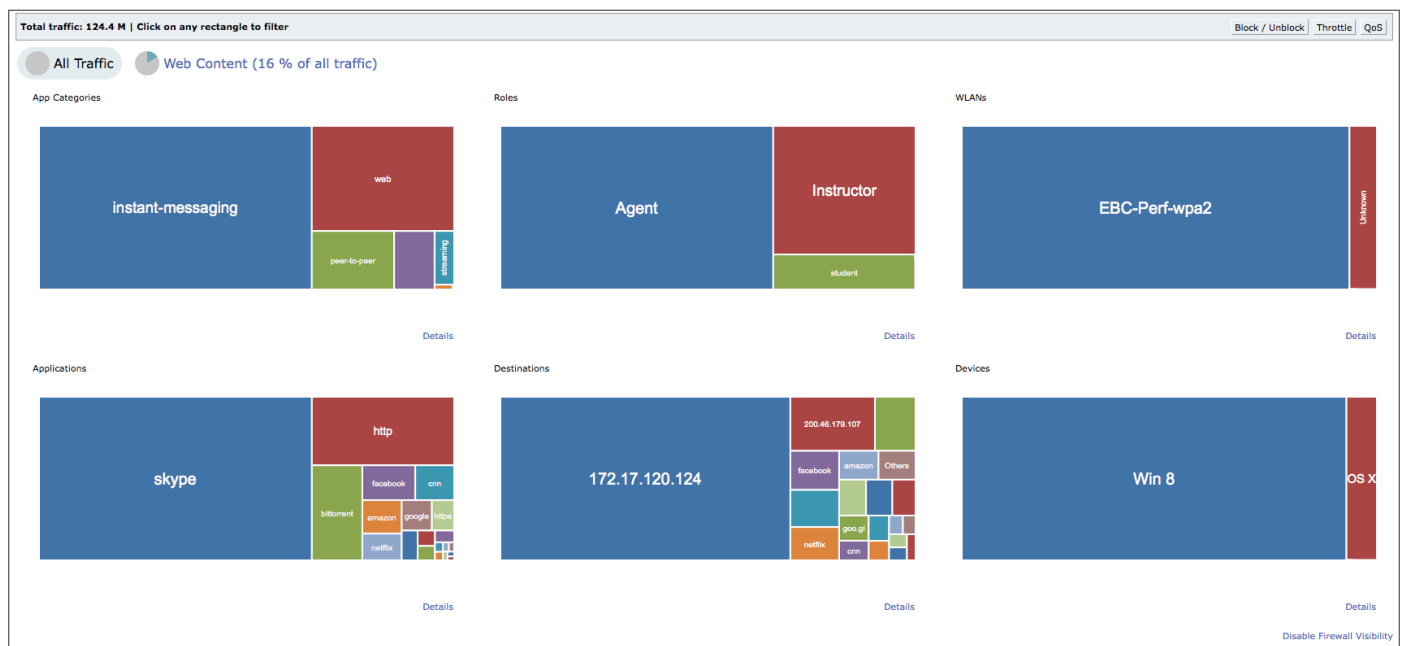 Total traffic: 124.4 M | Click on any rectangle to filter
Block / Unblock
Throttle
QoS
All Traffic
Web Content (16 % of all traffic)
App Categories
instant-messaging
web
peer-to-peer
streaming
Details
Roles
Agent
Instructor
student
Details
WLANs
EBC-Perf-wpa2
Unknown
Details
Applications
skype
http
bittorrent
facebook
cnn
amazon
google
https
netflix
Details
Destinations
172.17.120.124
200.46.179.107
facebook
amazon
Others
goo.gl
netflix
cnn
Details
Devices
Win 8
OS X
Details
Disable Firewall Visibility